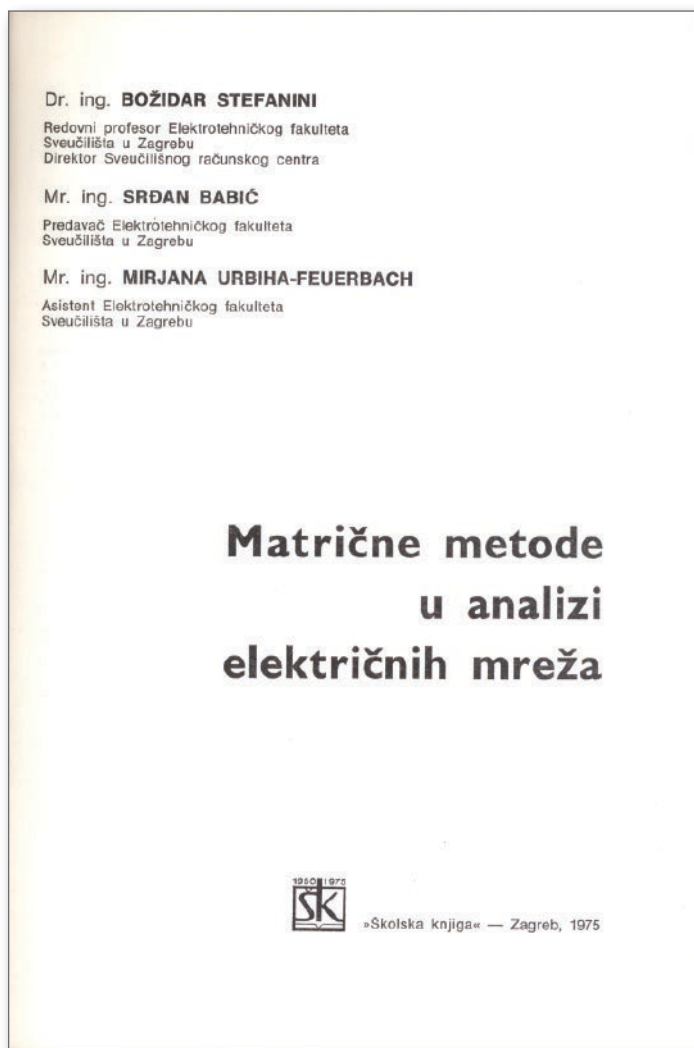 Dr. ing. BOŽIDAR STEFANINI
Redovni profesor Elektrotehničkog fakulteta
Sveučilišta u Zagrebu
Direktor Sveučilišnog računskog centra
Mr. ing. SRĐAN BABIĆ
Predavač Elektrotehničkog fakulteta
Sveučilišta u Zagrebu
Mr. ing. MIRJANA URBIHA-FEUERBACH
Asistent Elektrotehničkog fakulteta
Sveučilišta u Zagrebu
Matrične metode
u analizi
električnih mreža
1950 1975
ŠK
»Školska knjiga« — Zagreb, 1975